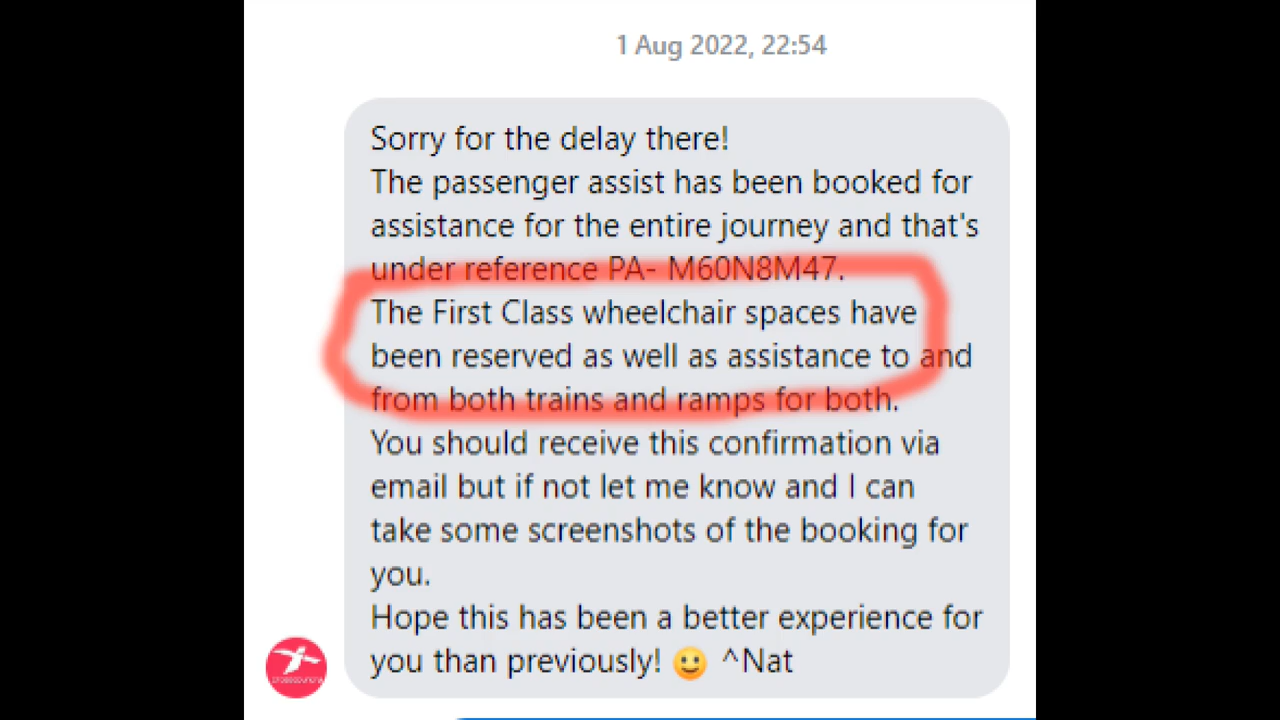 1 Aug 2022, 22:54
Sorry for the delay there!
The passenger assist has been booked for
assistance for the entire journey and that's
under reference PA- M60N8M47.
The First Class wheelchair spaces have
been reserved as well as assistance to and
from both trains and ramps for both.
You should receive this confirmation via
email but if not let me know and I can
take some screenshots of the booking for
you.
Hope this has been a better experience for
you than previously! 🙂 ^Nat
crosscountry